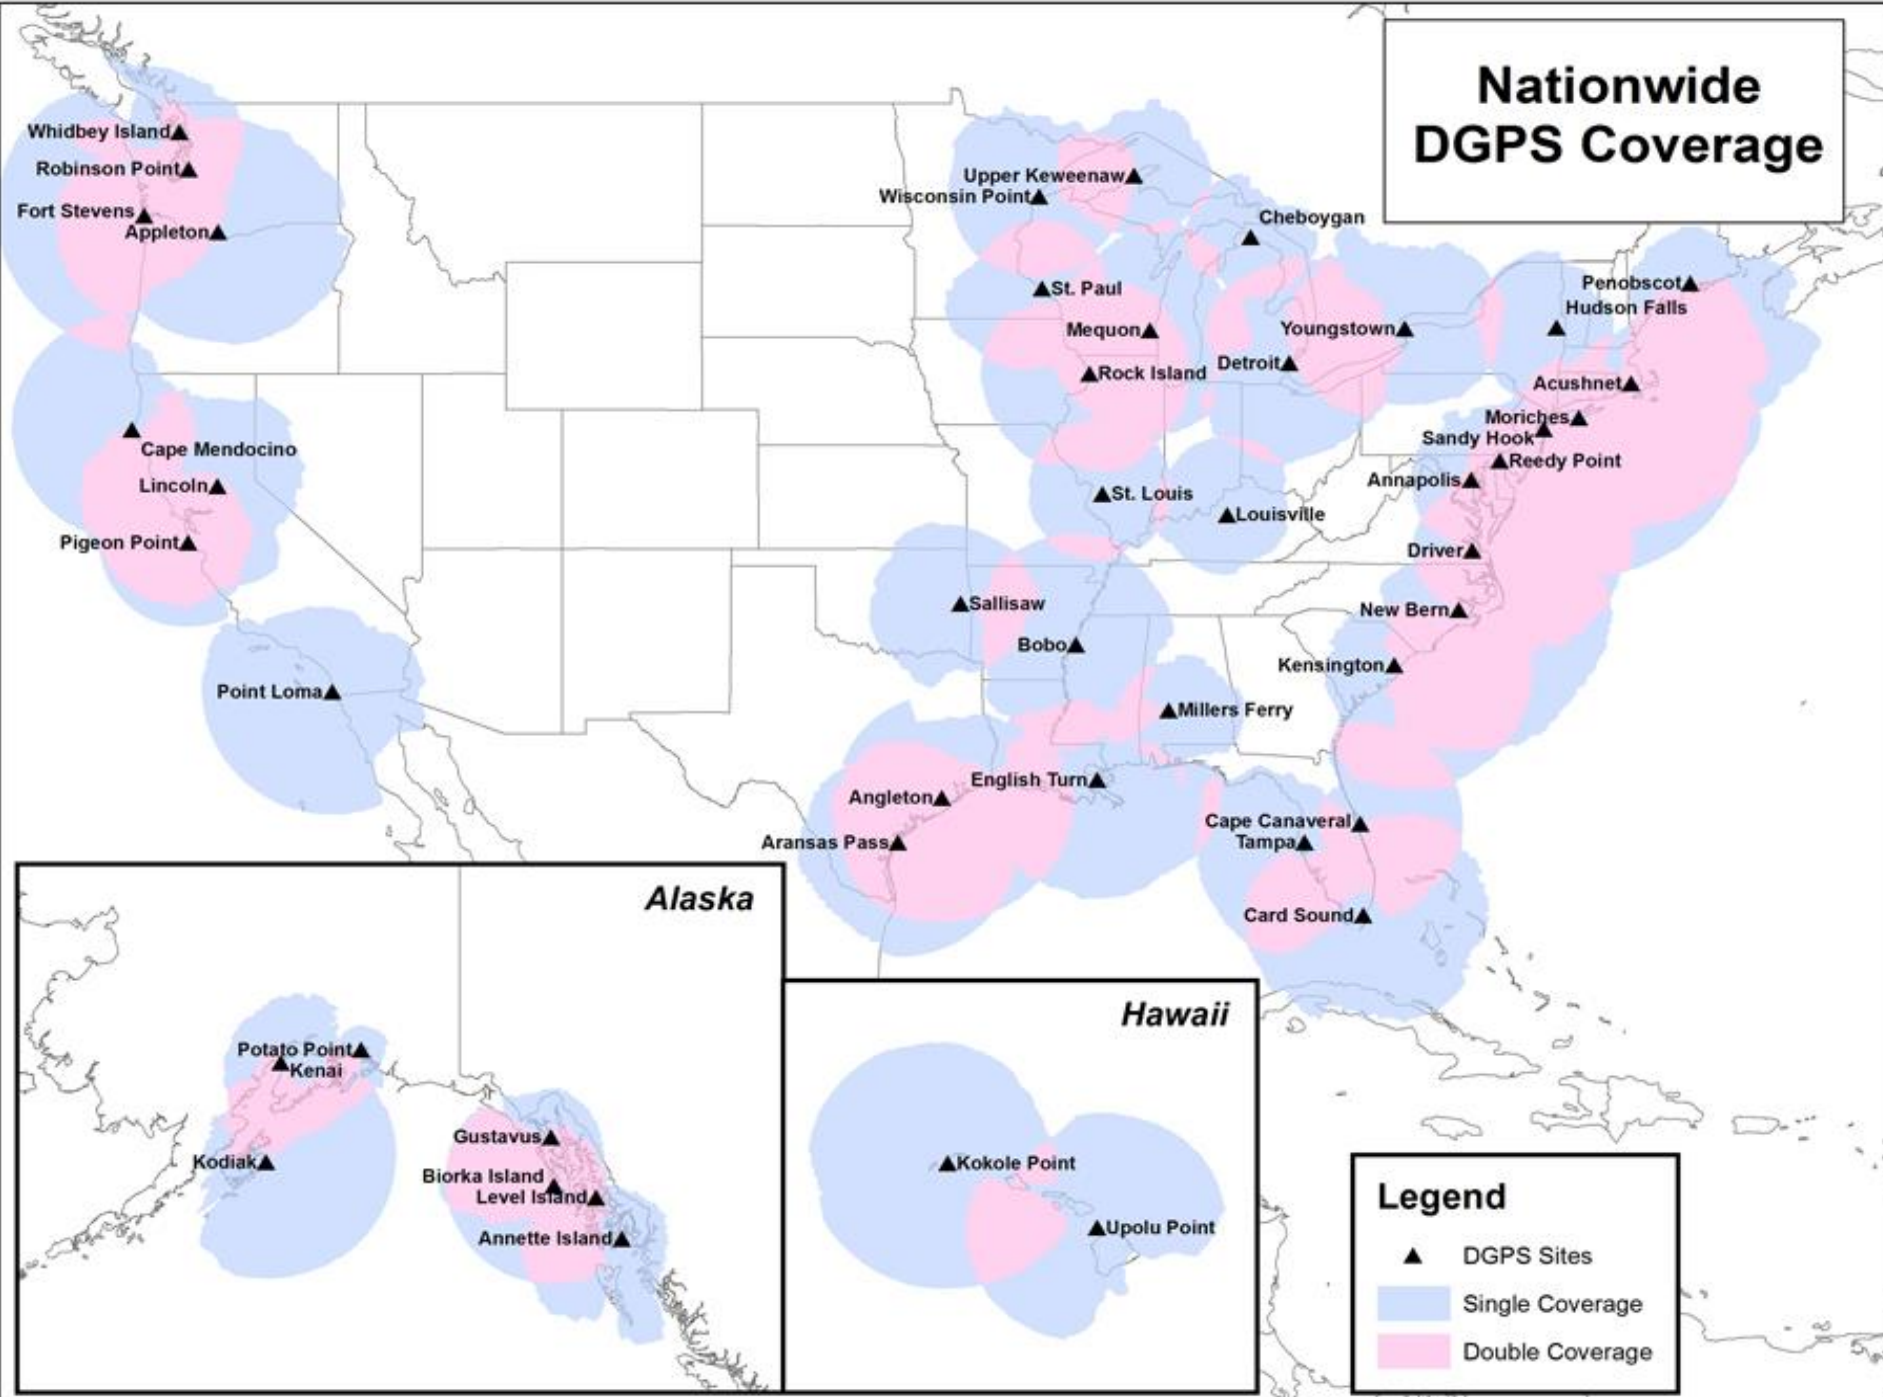 Nationwide
DGPS Coverage
Whidbey Island
Robinson Point
Fort Stevens
Appleton
Cape Mendocino
Lincoln
Pigeon Point
Point Loma
Upper Keweenaw
Wisconsin Point
Cheboygan
St. Paul
Mequon
Rock Island
Detroit
Youngstown
Penobscot
Hudson Falls
Acushnet
Moriches
Sandy Hook
Reedy Point
Annapolis
St. Louis
Louisville
Driver
Sallisaw
New Bern
Bobo
Kensington
Millers Ferry
English Turn
Angleton
Aransas Pass
Cape Canaveral
Tampa
Card Sound
Alaska
Potato Point
Kenai
Kodiak
Gustavus
Biorka Island
Level Island
Annette Island
Hawaii
Kokole Point
Upolu Point
Legend
DGPS Sites
Single Coverage
Double Coverage